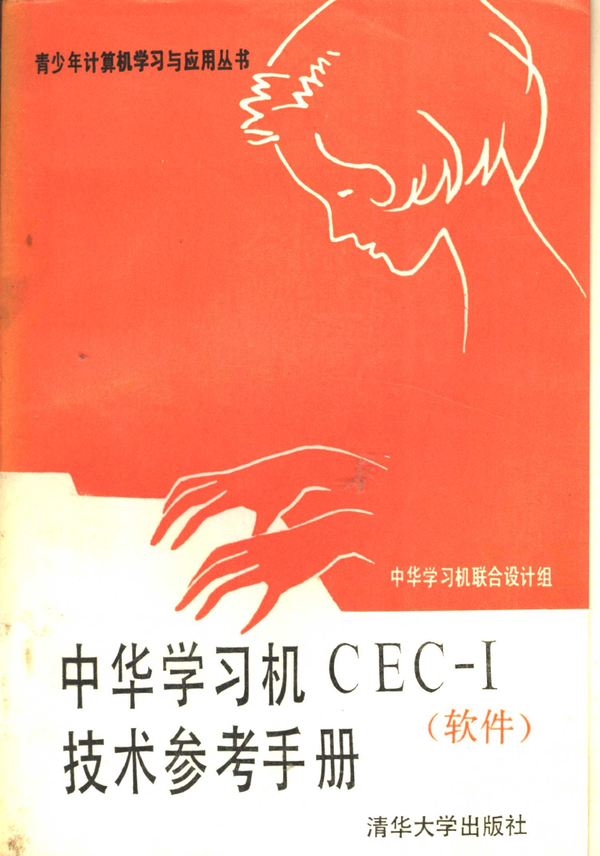 青少年计算机学习与应用丛书
中华学习机联合设计组
中华学习机 CEC-I
技术参考手册
（软件）
清华大学出版社